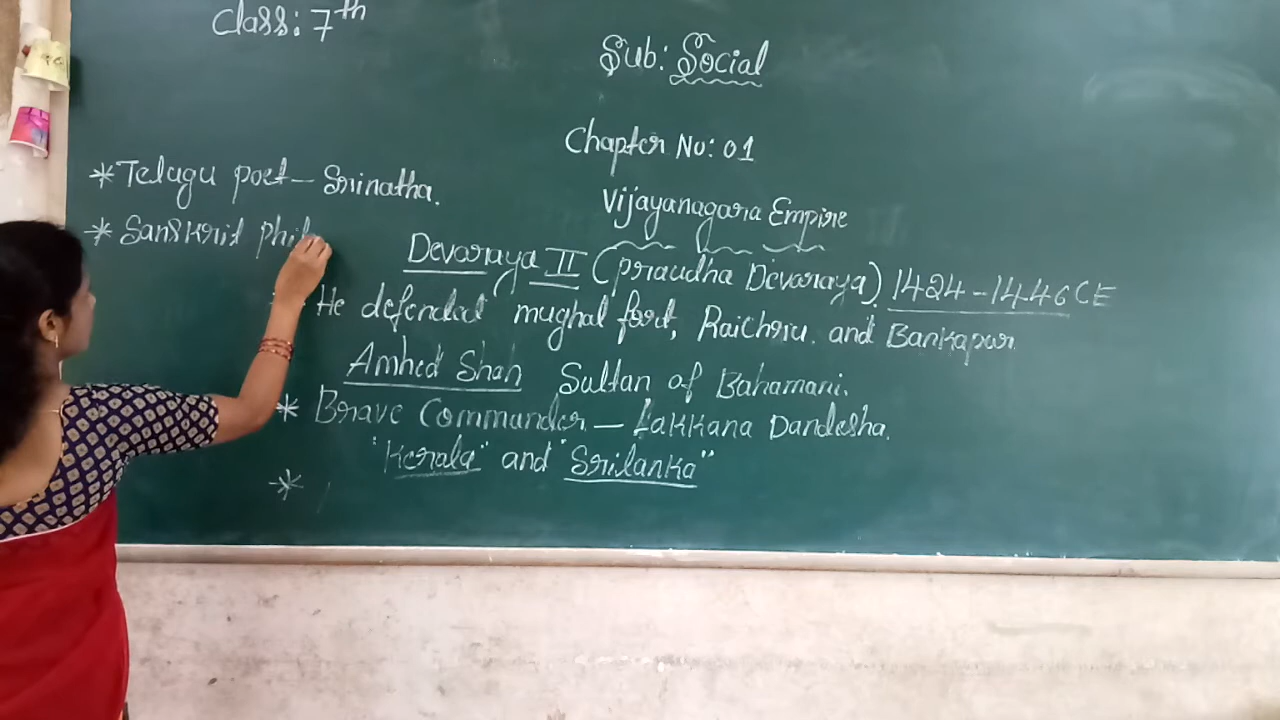 Class: 7th
Sub: Social
Chapter No: 01
Vijayanagara Empire
* Telugu poet – Srinatha.
* Sanskrit phil
Devaraya II (Praudha Devaraya) 1424 – 1446 CE
* He defended mughal fort, Raichru. and Bankapur.
Amhed Shah Sultan of Bahamani.
* Brave Commander – Lakkana Dandesha.
"Kerala" and "Srilanka"
*